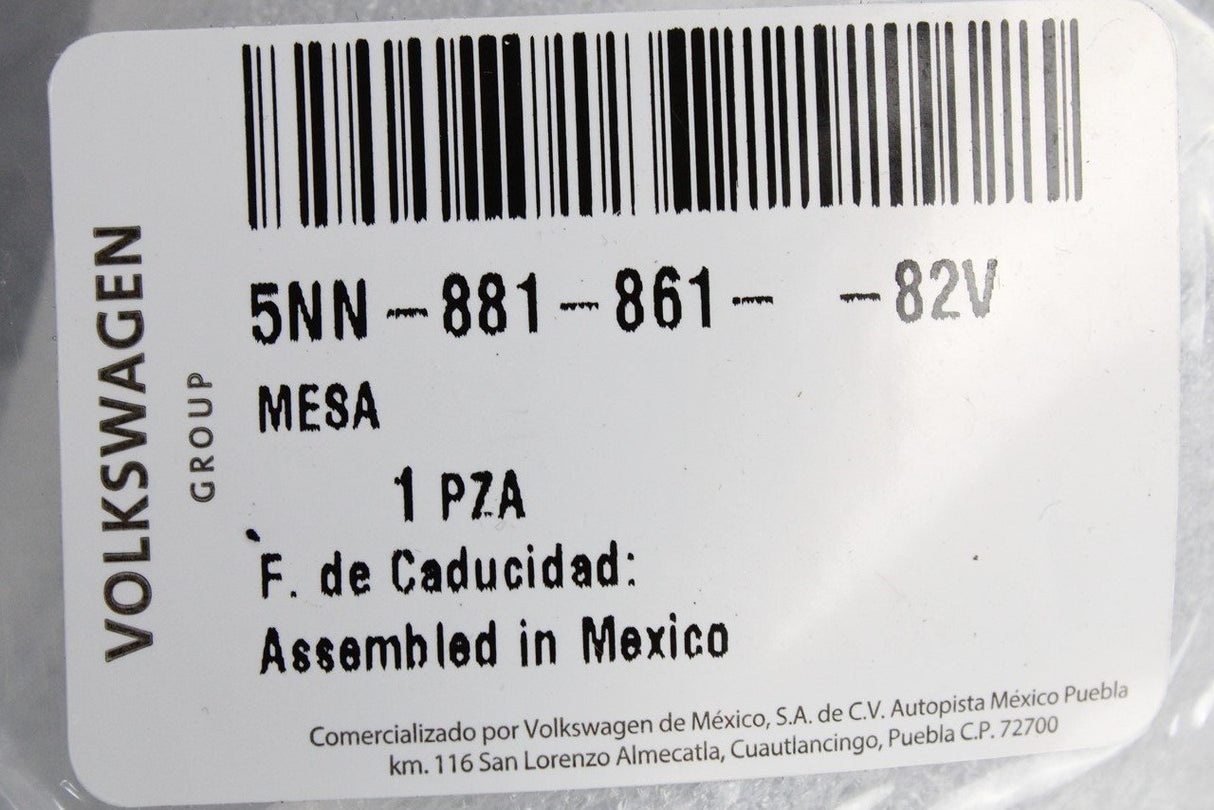 VOLKSWAGEN
GROUP
5NN-881-861- -82V
MESA
1 PZA
F. de Caducidad:
Assembled in Mexico
Comercializado por Volkswagen de México, S.A. de C.V. Autopista México Puebla
km. 116 San Lorenzo Almecatla, Cuautlancingo, Puebla C.P. 72700